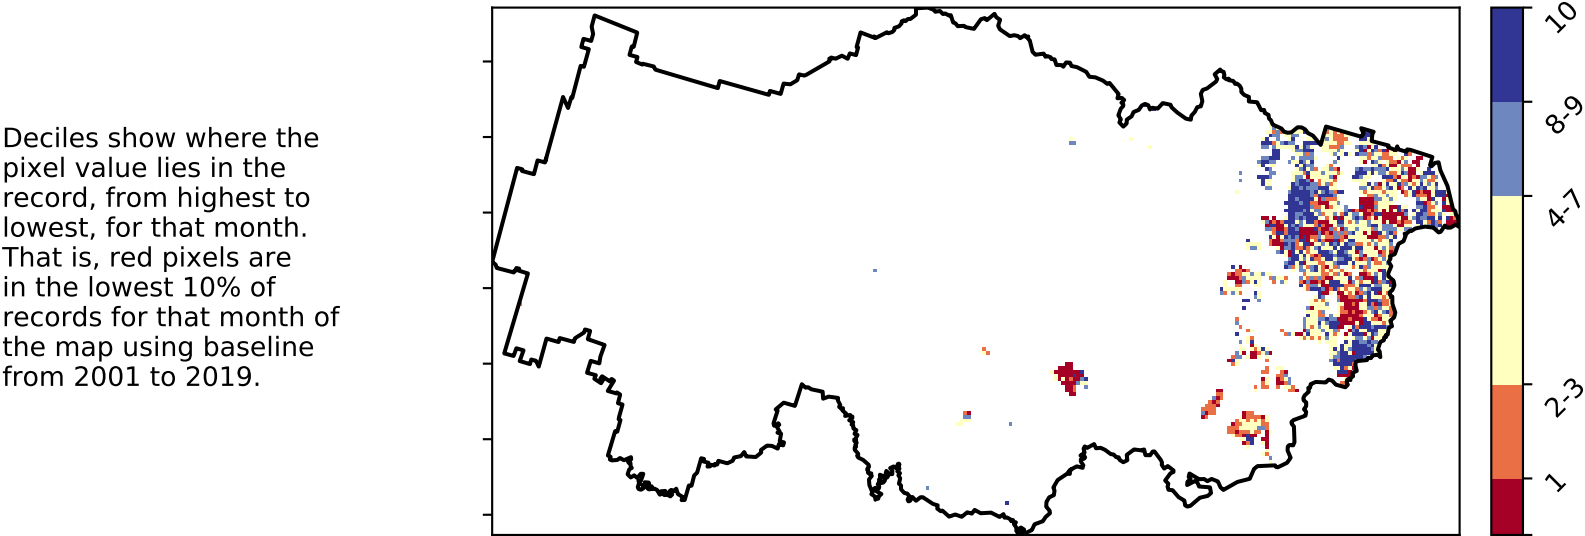 Deciles show where the
pixel value lies in the
record, from highest to
lowest, for that month.
That is, red pixels are
in the lowest 10% of
records for that month of
the map using baseline
from 2001 to 2019.
10
8-9
4-7
2-3
1